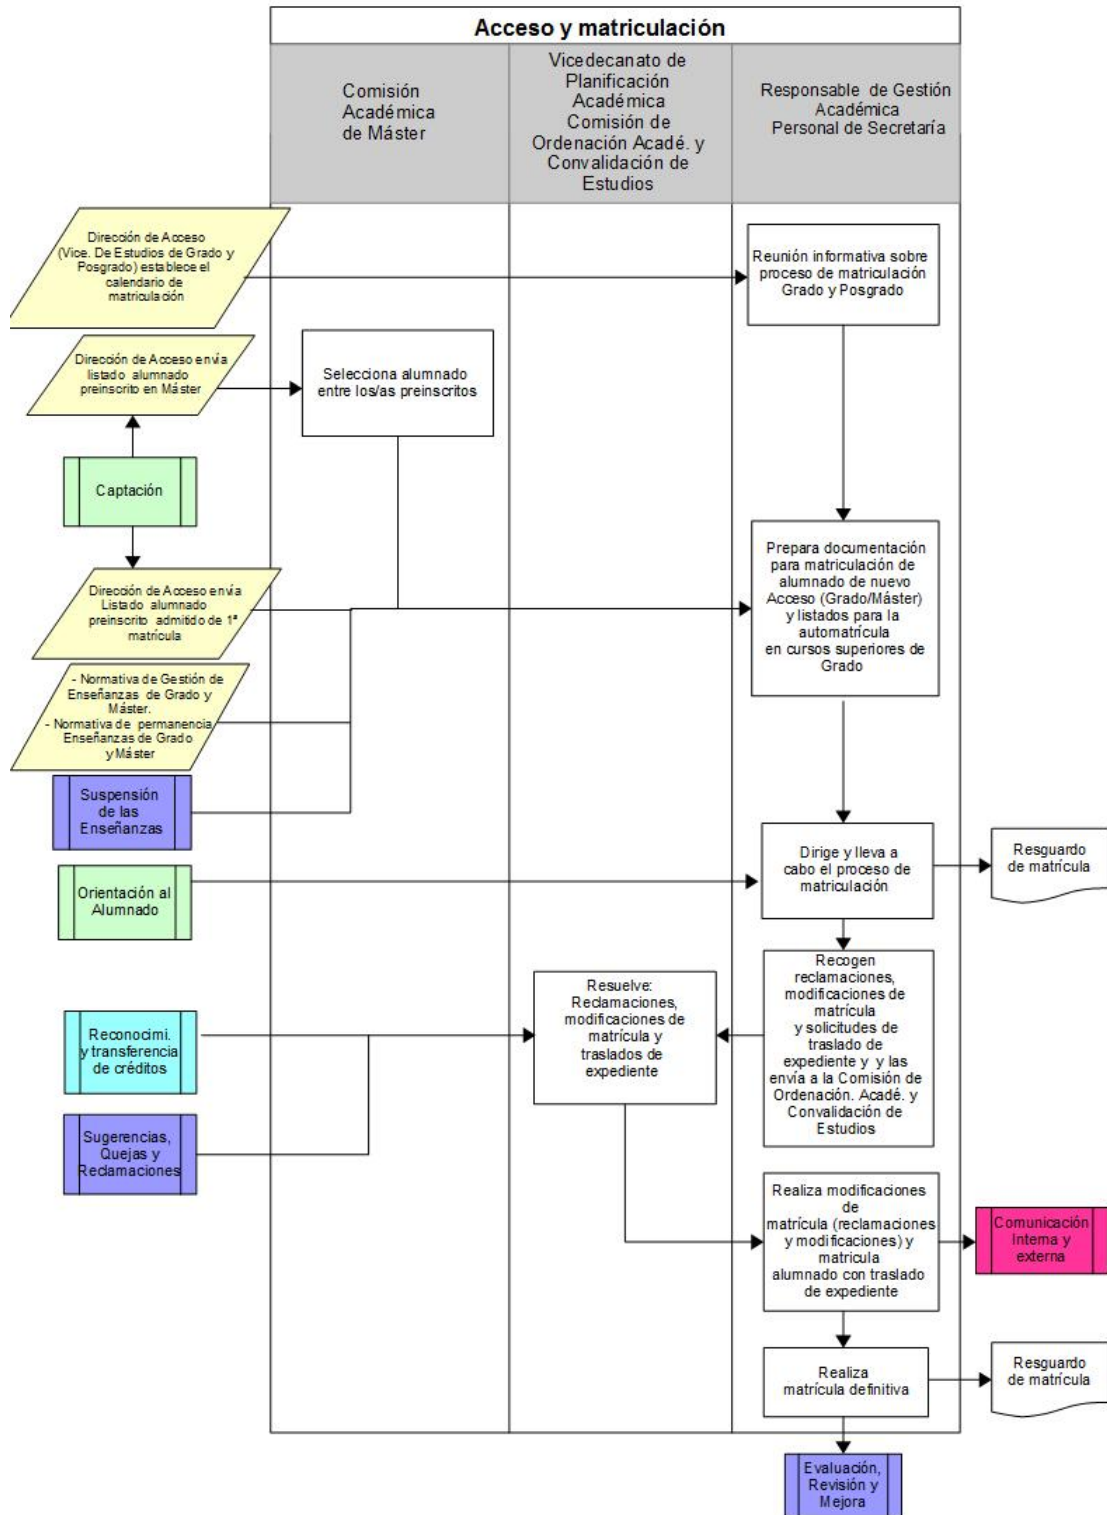 Acceso y matriculación
Comisión
Académica
de Máster
Vicedecanato de
Planificación
Académica
Comisión de
Ordenación Acadé. y
Convalidación de
Estudios
Responsable de Gestión
Académica
Personal de Secretaría
Dirección de Acceso
(Vice. De Estudios de Grado y
Posgrado) establece el
calendario de
matriculación
Reunión informativa sobre
proceso de matriculación
Grado y Posgrado
Dirección de Acceso envía
listado alumnado
preinscrito en Máster
Selecciona alumnado
entre los/as preinscritos
Captación
Dirección de Acceso envía
Listado alumnado
preinscrito admitido de 1ª
matrícula
Prepara documentación
para matriculación de
alumnado de nuevo
Acceso (Grado/Máster)
y listados para la
automatrícula
en cursos superiores de
Grado
- Normativa de Gestión de
Enseñanzas de Grado y
Máster.
- Normativa de permanencia
Enseñanzas de Grado
y Máster
Suspensión
de las
Enseñanzas
Orientación al
Alumnado
Dirige y lleva a
cabo el proceso de
matriculación
Resguardo
de matrícula
Reconocimi.
y transferencia
de créditos
Resuelve:
Reclamaciones,
modificaciones de
matrícula y
traslados de
expediente
Recogen
reclamaciones,
modificaciones de
matrícula
y solicitudes de
traslado de
expediente y y las
envía a la Comisión de
Ordenación. Acadé. y
Convalidación de
Estudios
Sugerencias,
Quejas y
Reclamaciones
Realiza modificaciones
de
matrícula (reclamaciones
y modificaciones) y
matricula
alumnado con traslado
de expediente
Comunicación
Interna y
externa
Realiza
matrícula definitiva
Resguardo
de matrícula
Evaluación,
Revisión y
Mejora